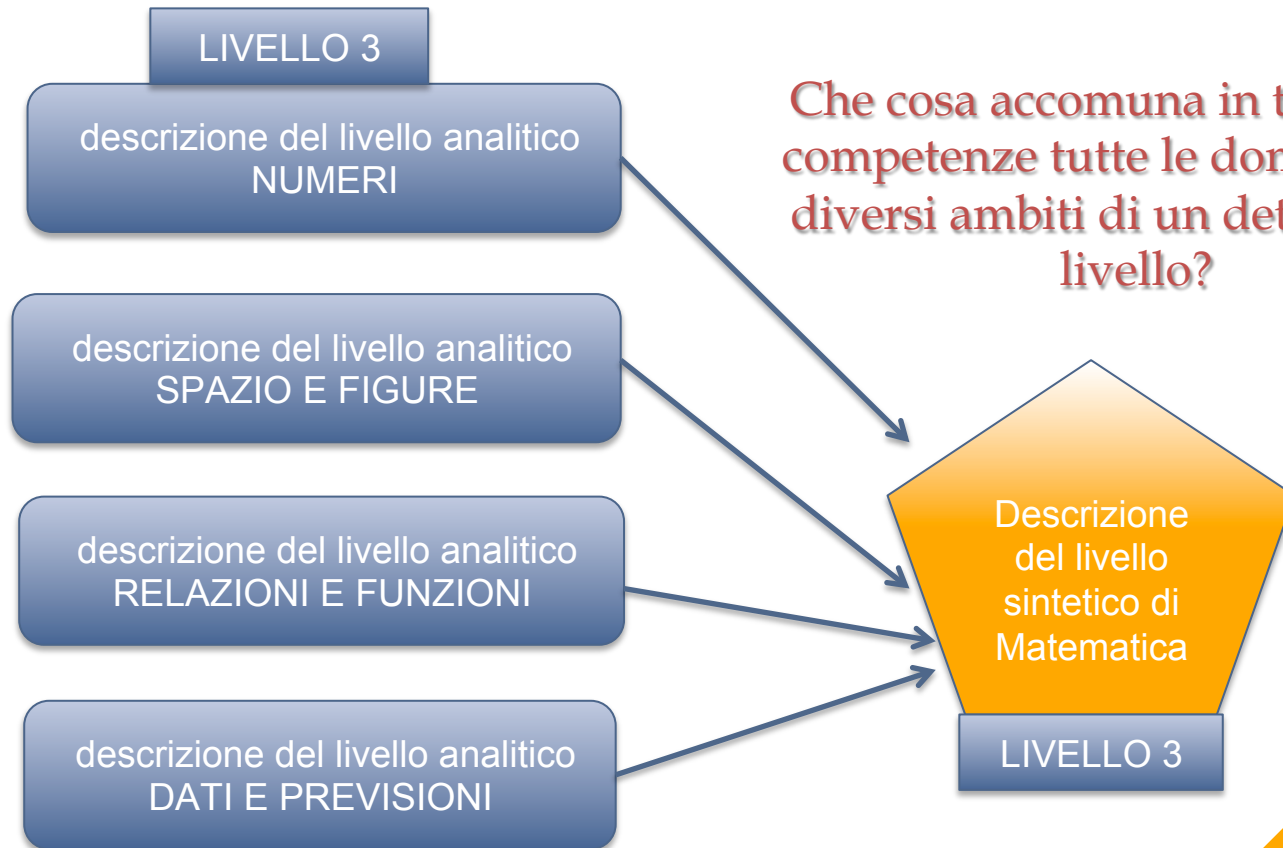 LIVELLO 3
descrizione del livello analitico
NUMERI
descrizione del livello analitico
SPAZIO E FIGURE
descrizione del livello analitico
RELAZIONI E FUNZIONI
descrizione del livello analitico
DATI E PREVISIONI
Che cosa accomuna in
competenze tutte le
diversi ambiti di un
livello?
Descrizione
del livello
sintetico di
Matematica
LIVELLO 3